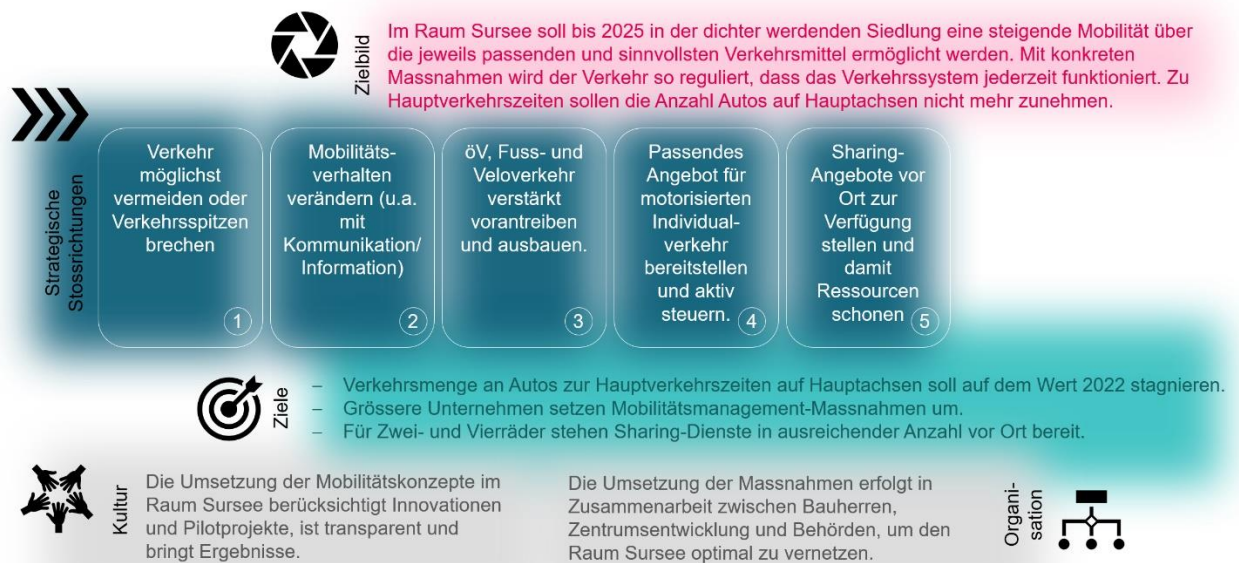 Zielbild
Im Raum Sursee soll bis 2025 in der dichter werdenden Siedlung eine steigende Mobilität über
die jeweils passenden und sinnvollsten Verkehrsmittel ermöglicht werden. Mit konkreten
Massnahmen wird der Verkehr so reguliert, dass das Verkehrssystem jederzeit funktioniert. Zu
Hauptverkehrszeiten sollen die Anzahl Autos auf Hauptachsen nicht mehr zunehmen.
Strategische
Stossrichtungen
Verkehr
möglichst
vermeiden oder
Verkehrsspitzen
brechen
1
Mobilitäts-
verhalten
verändern (u.a.
mit
Kommunikation/
Information)
2
öV, Fuss- und
Veloverkehr
verstärkt
vorantreiben
und ausbauen.
3
Passendes
Angebot für
motorisierten
Individual-
verkehr
bereitstellen
und aktiv
steuern.
4
Sharing-
Angebote vor
Ort zur
Verfügung
stellen und
damit
Ressourcen
schonen
5
Ziele
– Verkehrsmenge an Autos zur Hauptverkehrszeiten auf Hauptachsen soll auf dem Wert 2022 stagnieren.
– Grössere Unternehmen setzen Mobilitätsmanagement-Massnahmen um.
– Für Zwei- und Vierräder stehen Sharing-Dienste in ausreichender Anzahl vor Ort bereit.
Kultur
Die Umsetzung der Mobilitätskonzepte im
Raum Sursee berücksichtigt Innovationen
und Pilotprojekte, ist transparent und
bringt Ergebnisse.
Die Umsetzung der Massnahmen erfolgt in
Zusammenarbeit zwischen Bauherren,
Zentrumsentwicklung und Behörden, um den
Raum Sursee optimal zu vernetzen.
Organi-
sation